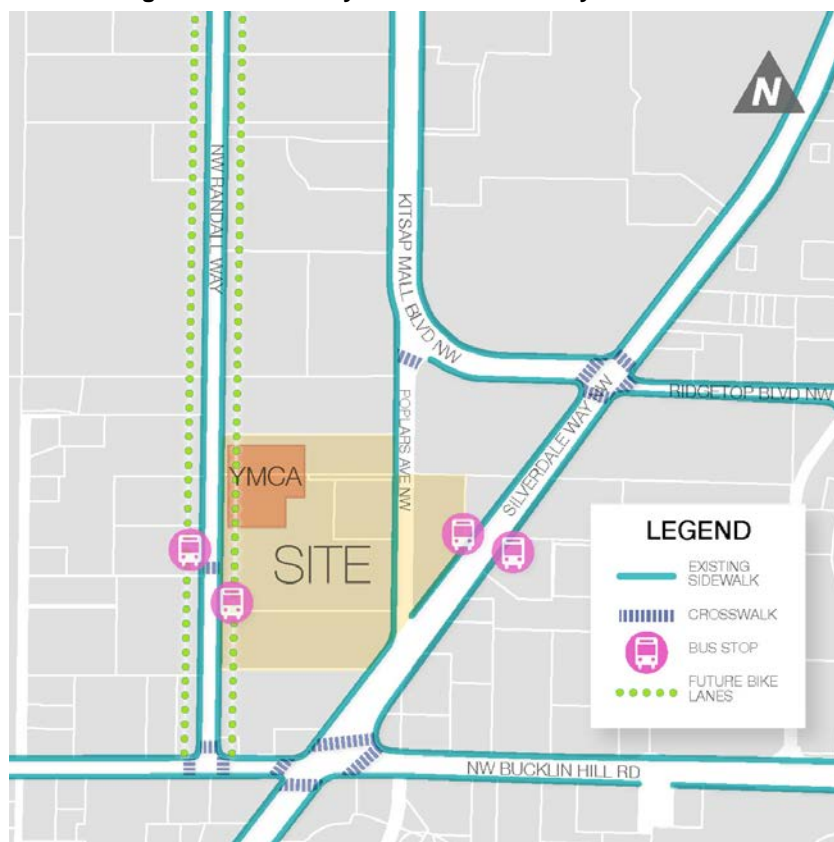 N
NW RANDALL WAY
KITSAP MALL BLVD NW
POPLARS AVE NW
SILVERDALE WAY NW
RIDGETOP BLVD NW
YMCA
SITE
NW BUCKLIN HILL RD
LEGEND
EXISTING
SIDEWALK
CROSSWALK
BUS STOP
FUTURE BIKE
LANES